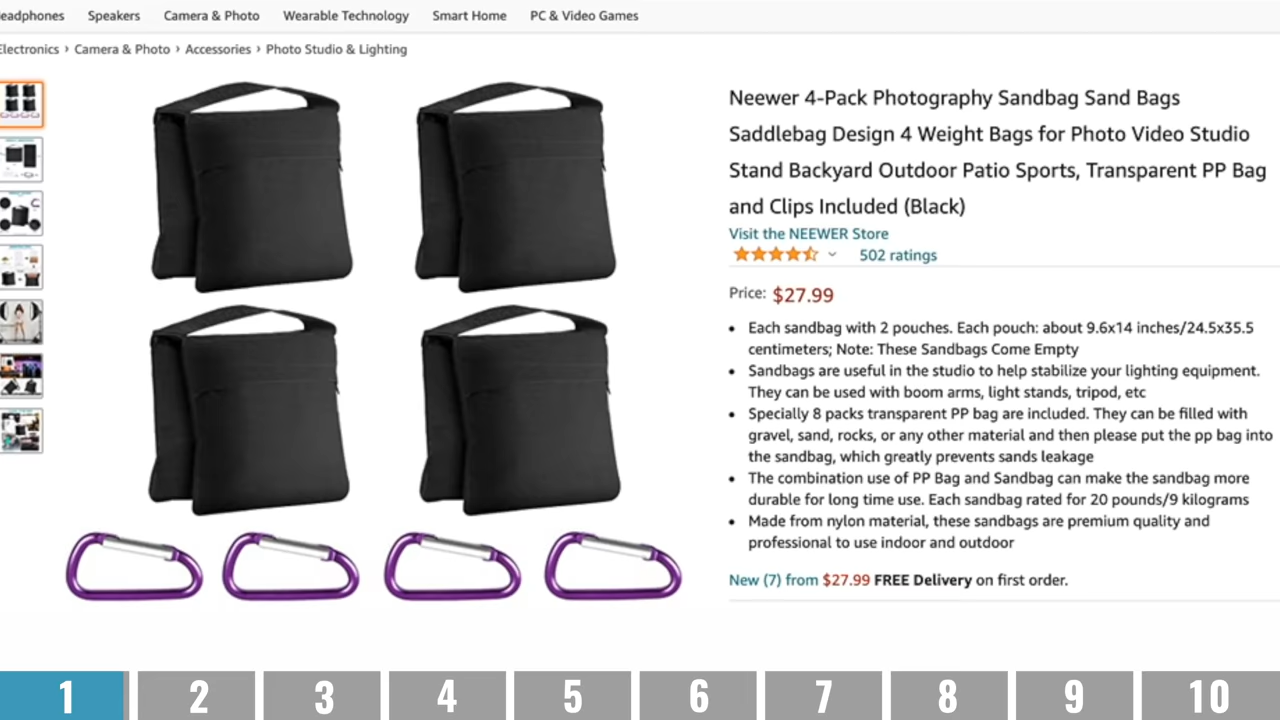 eadphones Speakers Camera & Photo Wearable Technology Smart Home PC & Video Games
Electronics › Camera & Photo › Accessories › Photo Studio & Lighting
Neewer 4-Pack Photography Sandbag Sand Bags
Saddlebag Design 4 Weight Bags for Photo Video Studio
Stand Backyard Outdoor Patio Sports, Transparent PP Bag
and Clips Included (Black)
Visit the NEEWER Store
502 ratings
Price: $27.99
• Each sandbag with 2 pouches. Each pouch: about 9.6x14 inches/24.5x35.5
centimeters; Note: These Sandbags Come Empty
• Sandbags are useful in the studio to help stabilize your lighting equipment.
They can be used with boom arms, light stands, tripod, etc
• Specially 8 packs transparent PP bag are included. They can be filled with
gravel, sand, rocks, or any other material and then please put the pp bag into
the sandbag, which greatly prevents sands leakage
• The combination use of PP Bag and Sandbag can make the sandbag more
durable for long time use. Each sandbag rated for 20 pounds/9 kilograms
• Made from nylon material, these sandbags are premium quality and
professional to use indoor and outdoor
New (7) from $27.99 FREE Delivery on first order.
1 2 3 4 5 6 7 8 9 10